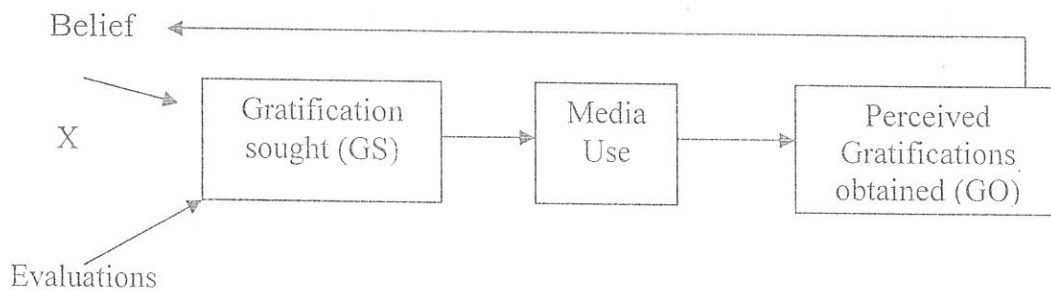 Belief
X
Evaluations
Gratification
sought (GS)
Media
Use
Perceived
Gratifications
obtained (GO)